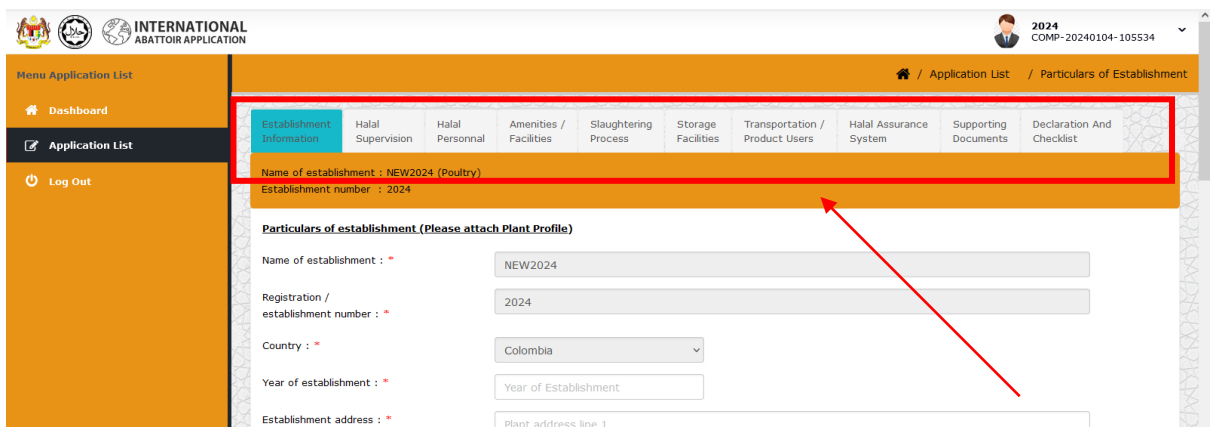 INTERNATIONAL
ABATTOIR APPLICATION
2024
COMP-20240104-105534
Menu Application List
/ Application List / Particulars of Establishment
Dashboard
Application List
Log Out
Establishment Information
Halal Supervision
Halal Personnal
Amenities / Facilities
Slaughtering Process
Storage Facilities
Transportation / Product Users
Halal Assurance System
Supporting Documents
Declaration And Checklist
Name of establishment : NEW2024 (Poultry)
Establishment number : 2024
Particulars of establishment (Please attach Plant Profile)
Name of establishment : *
NEW2024
Registration /
establishment number : *
2024
Country : *
Colombia
Year of establishment : *
Year of Establishment
Establishment address : *
Plant address line 1